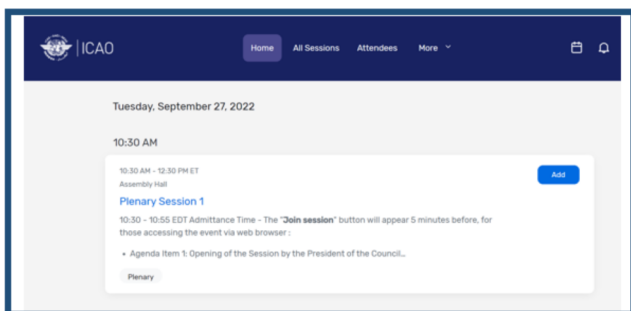 ICAO
Home All Sessions Attendees More
Tuesday, September 27, 2022
10:30 AM
10:30 AM - 12:30 PM ET
Add
Assembly Hall
Plenary Session 1
10:30 - 10:55 EDT Admittance Time - The "Join session" button will appear 5 minutes before, for
those accessing the event via web browser :
• Agenda Item 1: Opening of the Session by the President of the Council...
Plenary